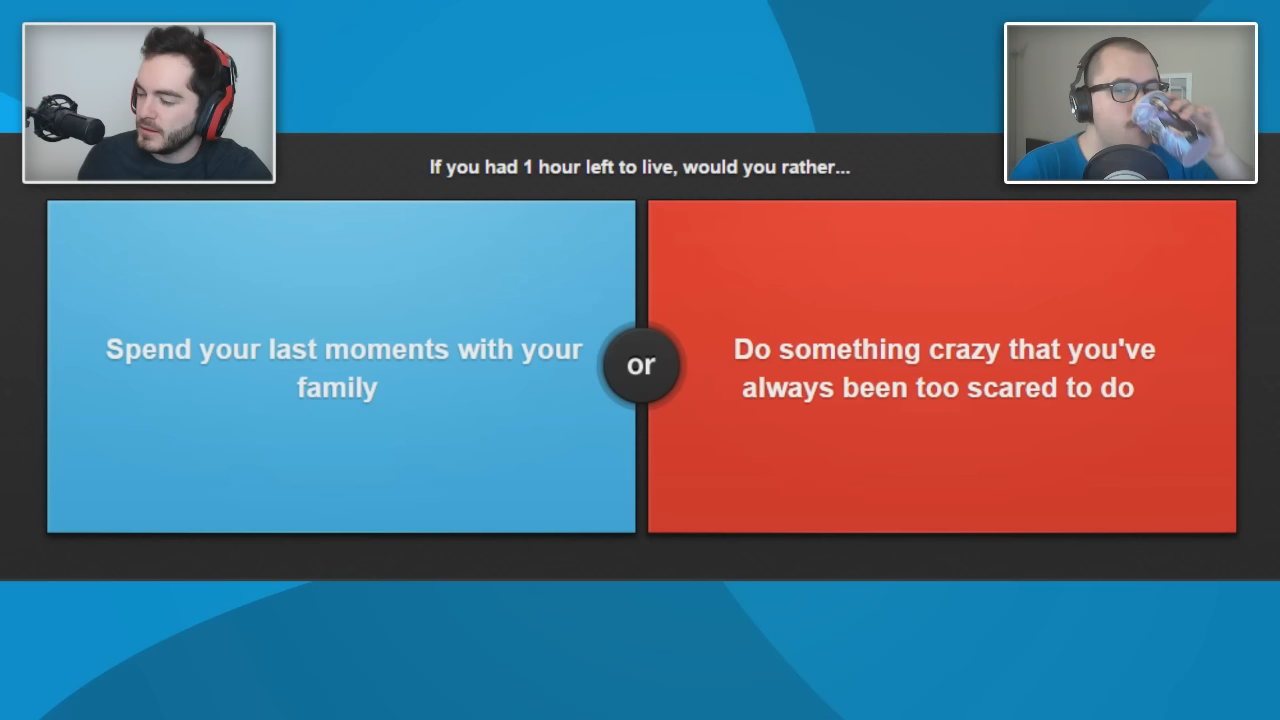 If you had 1 hour left to live, would you rather...
Spend your last moments with your
family
or
Do something crazy that you've
always been too scared to do